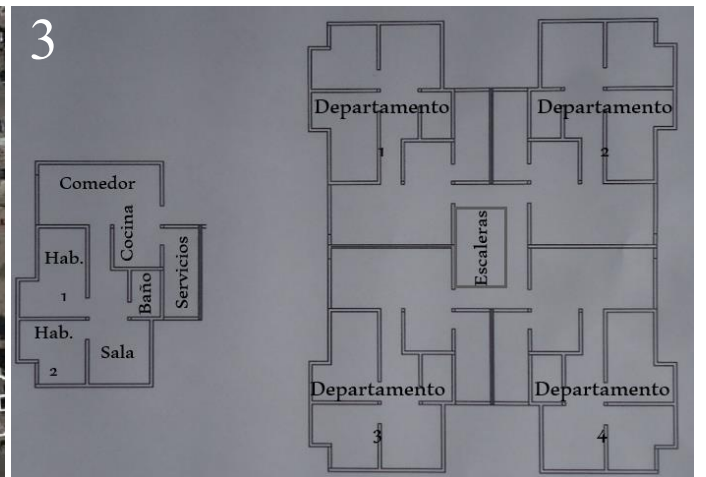 3
Comedor
Cocina
Hab.
1
Baño
Servicios
Hab.
2
Sala
Departamento
1
Departamento
2
Escaleras
Departamento
3
Departamento
4